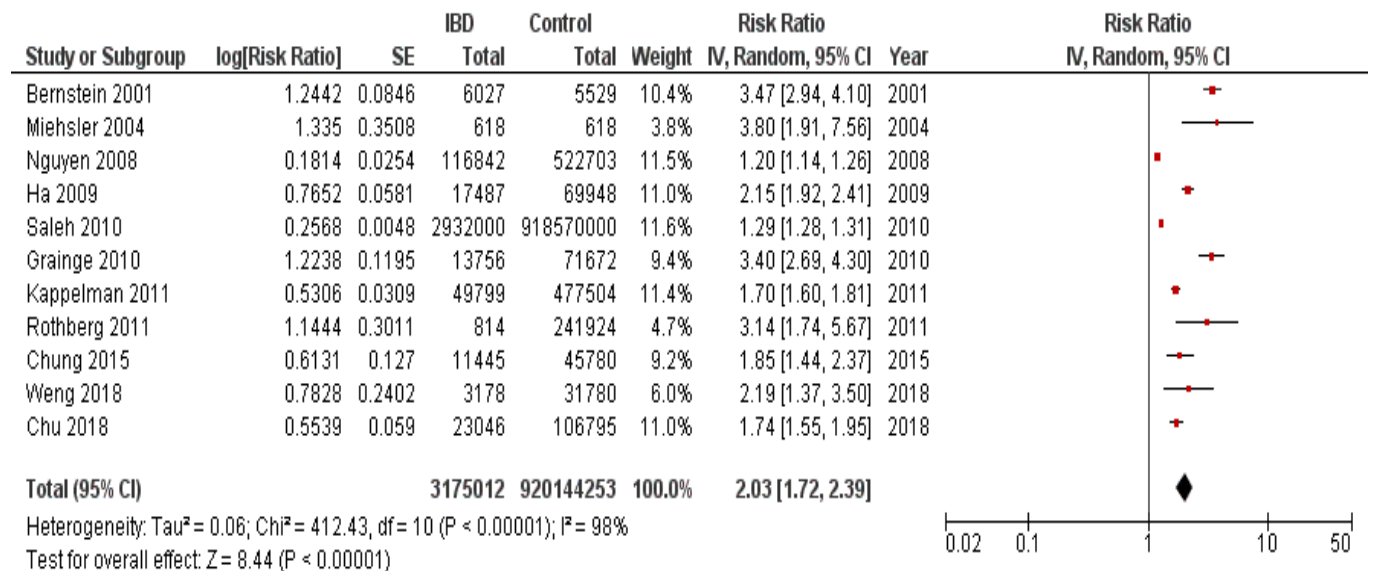 IBD Control Risk Ratio Risk Ratio
Study or Subgroup log[Risk Ratio] SE Total Total Weight IV, Random, 95% CI Year IV, Random, 95% CI
Bernstein 2001 1.2442 0.0846 6027 5529 10.4% 3.47 [2.94, 4.10] 2001
Miehsler 2004 1.335 0.3508 618 618 3.8% 3.80 [1.91, 7.56] 2004
Nguyen 2008 0.1814 0.0254 116842 522703 11.5% 1.20 [1.14, 1.26] 2008
Ha 2009 0.7652 0.0581 17487 69948 11.0% 2.15 [1.92, 2.41] 2009
Saleh 2010 0.2568 0.0048 2932000 918570000 11.6% 1.29 [1.28, 1.31] 2010
Grainge 2010 1.2238 0.1195 13756 71672 9.4% 3.40 [2.69, 4.30] 2010
Kappelman 2011 0.5306 0.0309 49799 477504 11.4% 1.70 [1.60, 1.81] 2011
Rothberg 2011 1.1444 0.3011 814 241924 4.7% 3.14 [1.74, 5.67] 2011
Chung 2015 0.6131 0.127 11445 45780 9.2% 1.85 [1.44, 2.37] 2015
Weng 2018 0.7828 0.2402 3178 31780 6.0% 2.19 [1.37, 3.50] 2018
Chu 2018 0.5539 0.059 23046 106795 11.0% 1.74 [1.55, 1.95] 2018
Total (95% CI) 3175012 920144253 100.0% 2.03 [1.72, 2.39]
Heterogeneity: Tau² = 0.06; Chi² = 412.43, df = 10 (P < 0.00001); I² = 98%
Test for overall effect: Z = 8.44 (P < 0.00001)
0.02 0.1 1 10 50